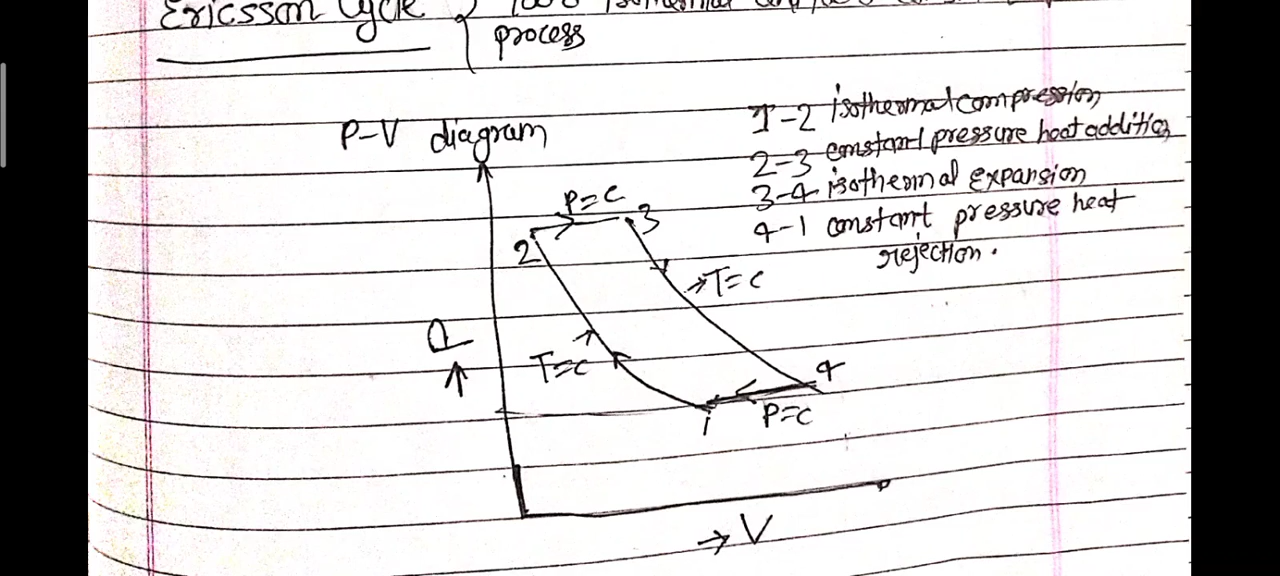 Ericsson Cycle
process
P-V diagram
1-2 isothermal compression
2-3 constant pressure heat addition
3-4 isothermal expansion
4-1 constant pressure heat
rejection.
P=C
2
3
T=C
P
T=C
4
1
P=C
V